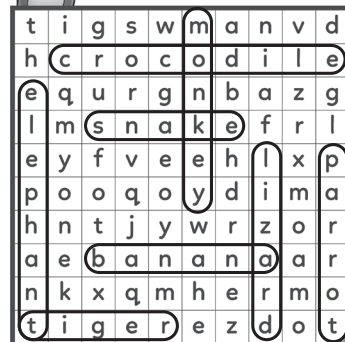 t i g s w m a n v d
h c r o c o d i l e
e q u r g n b a z g
l m s n a k e f r l
e y f v e e h l x p
p o o q o y d i m a
h n t j y w r z o r
a e b a n a n a a r
n k x q m h e r m o
t i g e r e z d o t